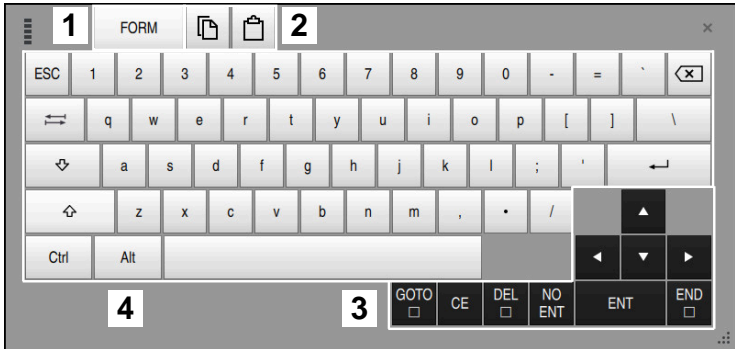 1 FORM 2 ×
ESC 1 2 3 4 5 6 7 8 9 0 - = `
q w e r t y u i o p [ ] \
a s d f g h j k l ; '
z x c v b n m , • /
Ctrl Alt
4 3 GOTO CE DEL NO ENT ENT END